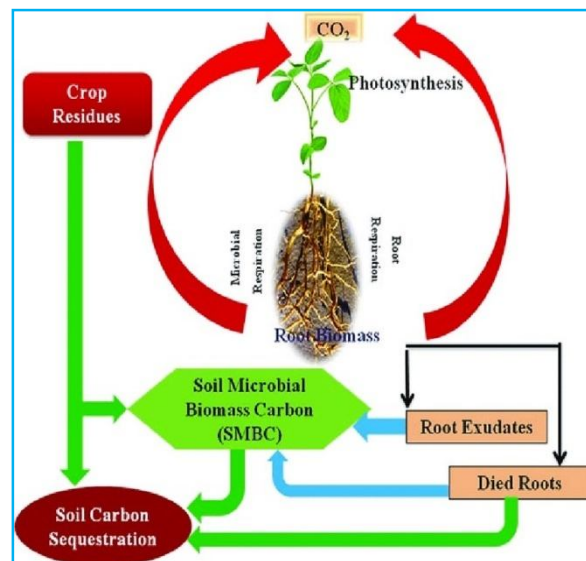 CO₂
Photosynthesis
Crop
Residues
Microbial
Respiration
Root
Respiration
Root Biomass
Soil Microbial
Biomass Carbon
(SMBC)
Root Exudates
Died Roots
Soil Carbon
Sequestration